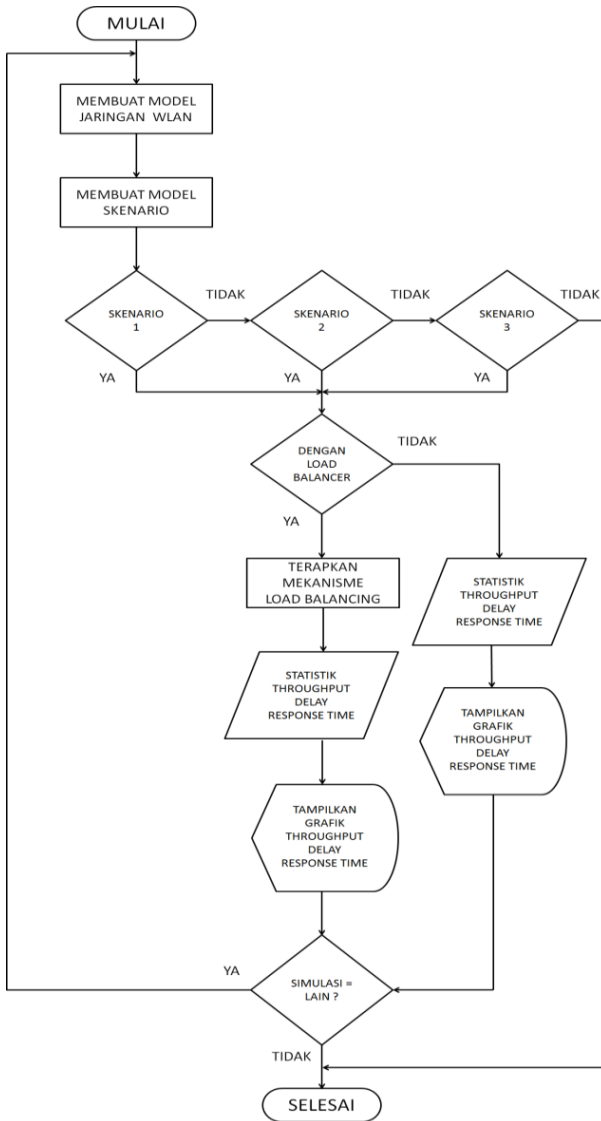 MULAI
MEMBUAT MODEL
JARINGAN WLAN
MEMBUAT MODEL
SKENARIO
SKENARIO
1
TIDAK
SKENARIO
2
TIDAK
SKENARIO
3
TIDAK
YA
YA
YA
DENGAN
LOAD
BALANCER
TIDAK
YA
TERAPKAN
MEKANISME
LOAD BALANCING
STATISTIK
THROUGHPUT
DELAY
RESPONSE TIME
STATISTIK
THROUGHPUT
DELAY
RESPONSE TIME
TAMPILKAN
GRAFIK
THROUGHPUT
DELAY
RESPONSE TIME
TAMPILKAN
GRAFIK
THROUGHPUT
DELAY
RESPONSE TIME
YA
SIMULASI =
LAIN ?
TIDAK
SELESAI